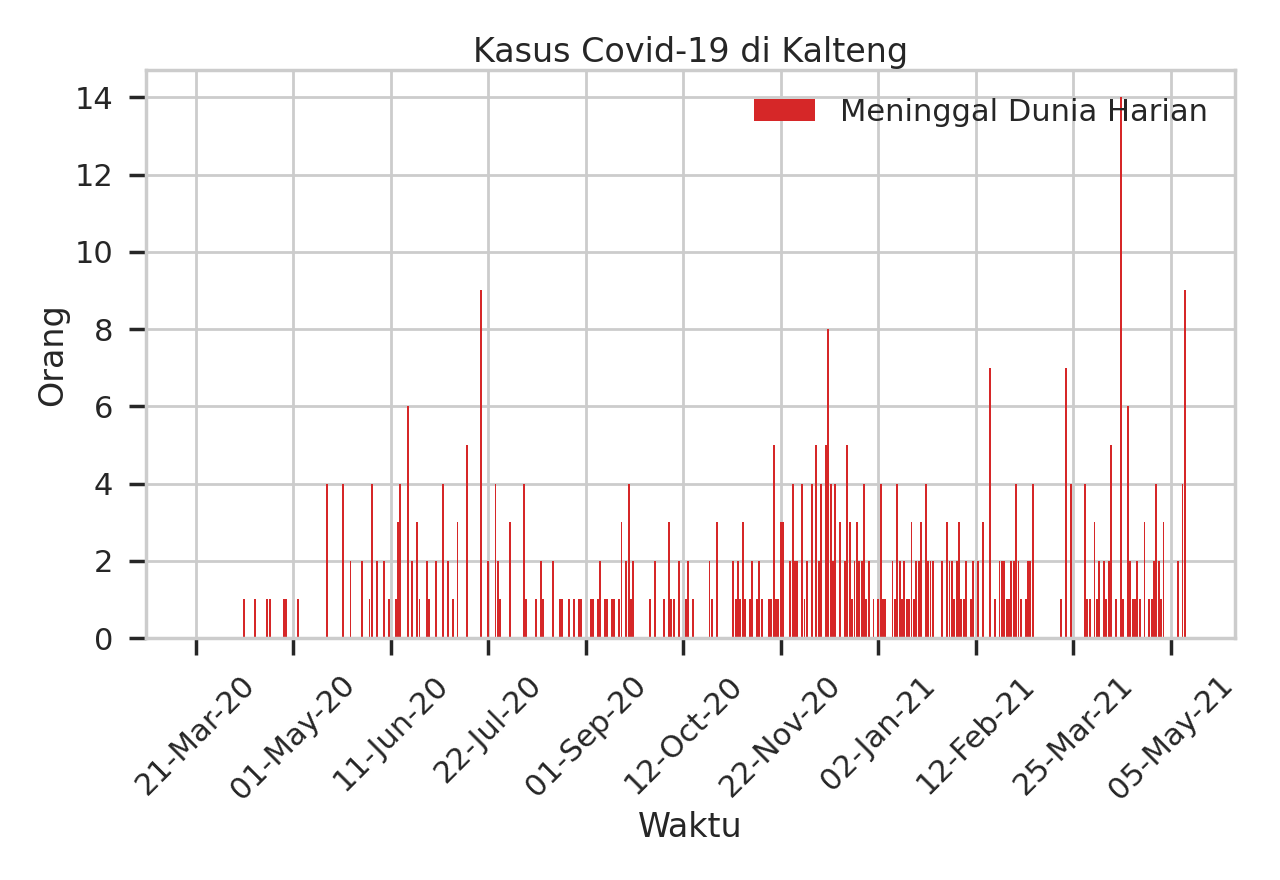 Kasus Covid-19 di Kalteng
Meninggal Dunia Harian
Orang
14
12
10
8
6
4
2
0
21-Mar-20
01-May-20
11-Jun-20
22-Jul-20
01-Sep-20
12-Oct-20
22-Nov-20
02-Jan-21
12-Feb-21
25-Mar-21
05-May-21
Waktu